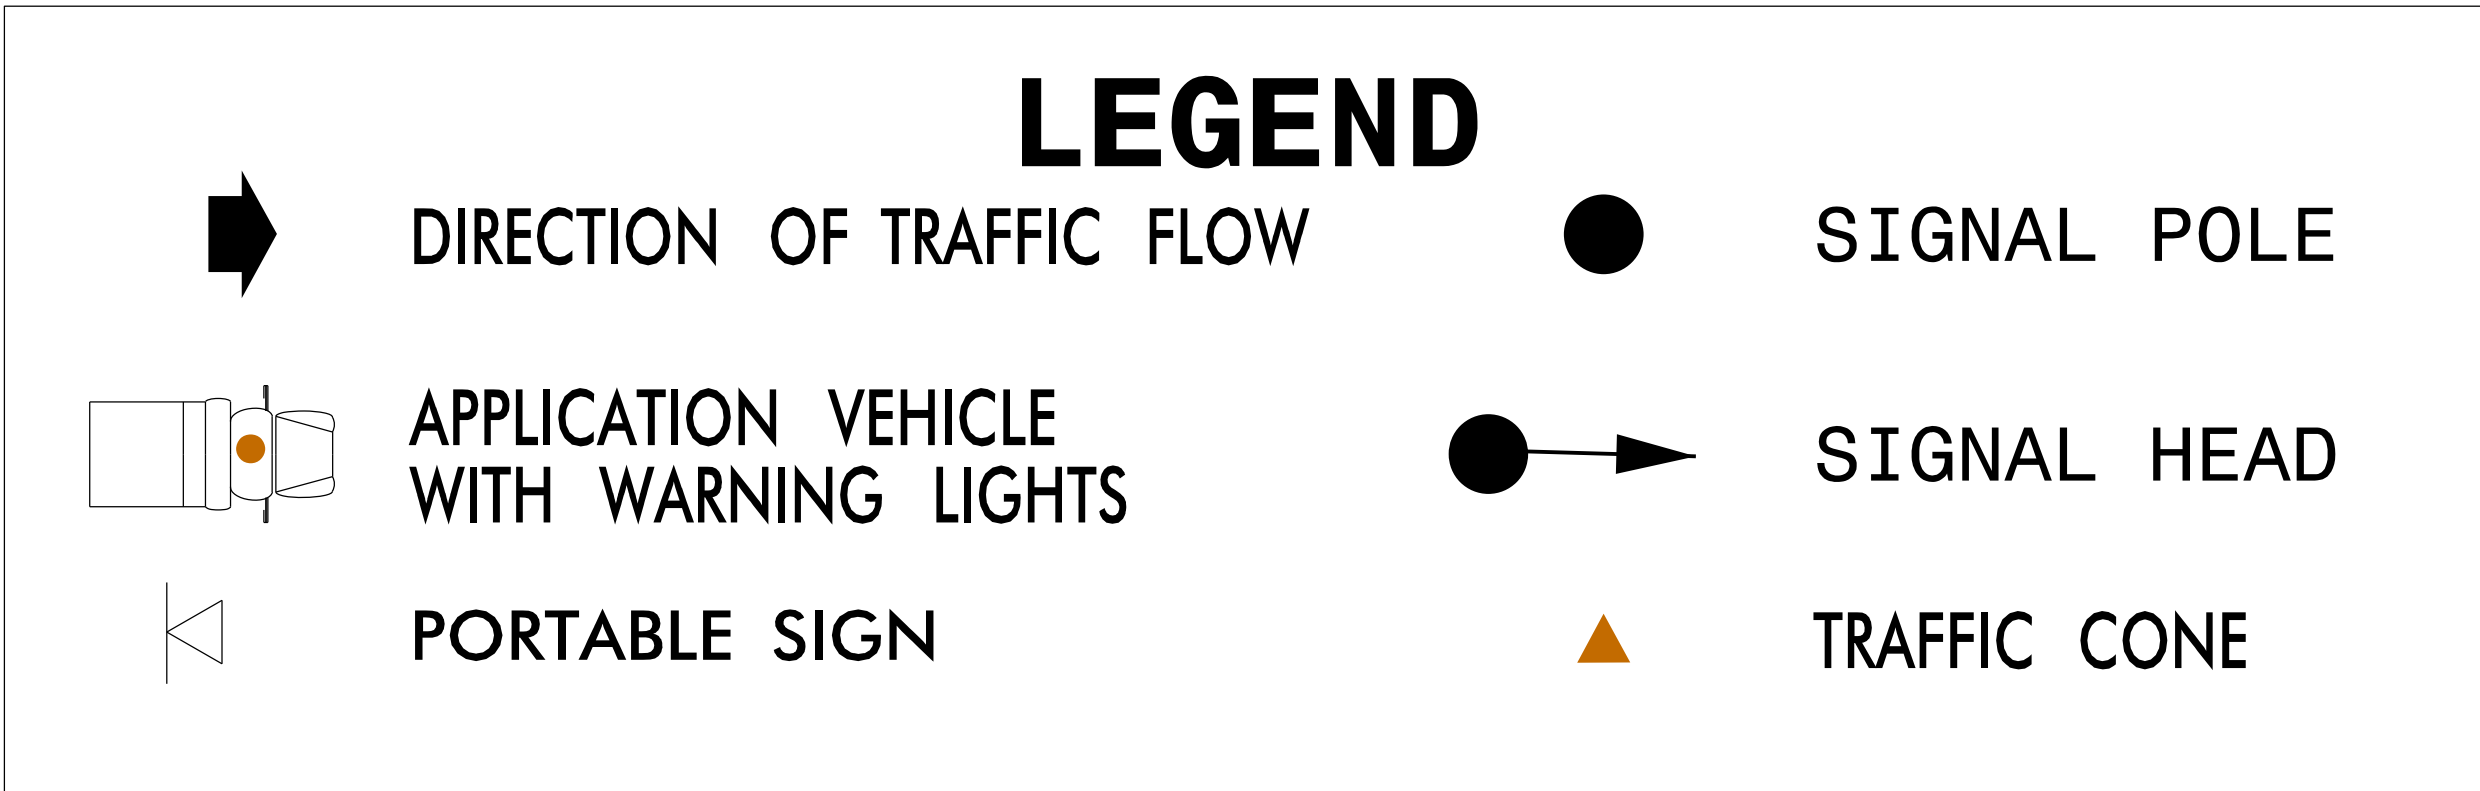 LEGEND
DIRECTION OF TRAFFIC FLOW
SIGNAL POLE
APPLICATION VEHICLE
WITH WARNING LIGHTS
SIGNAL HEAD
PORTABLE SIGN
TRAFFIC CONE